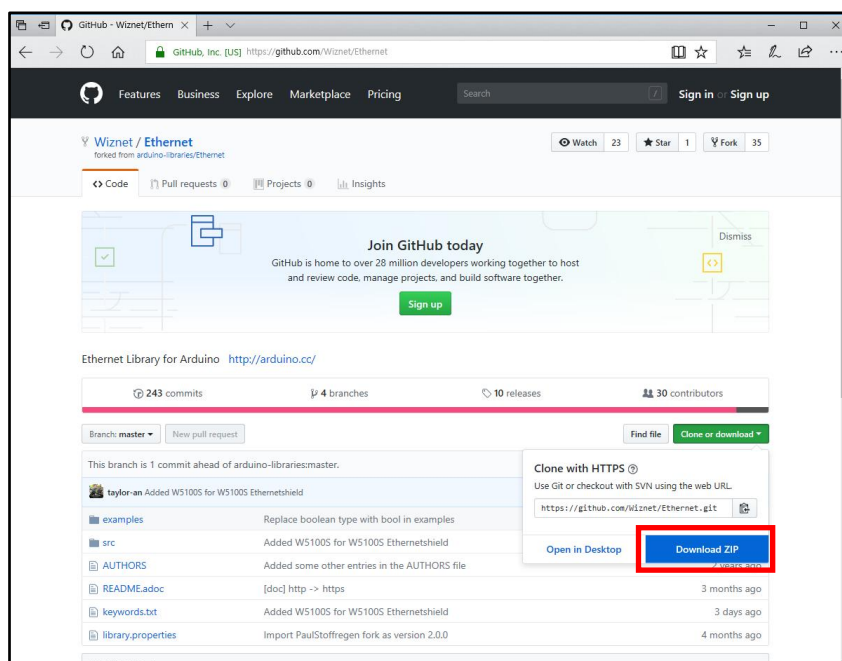 GitHub - Wiznet/Ethern
GitHub, Inc. [US] https://github.com/Wiznet/Ethernet
Features Business Explore Marketplace Pricing Search / Sign in or Sign up
Wiznet / Ethernet
forked from arduino-libraries/Ethernet
Watch 23 Star 1 Fork 35
Code Pull requests 0 Projects 0 Insights
Join GitHub today
Dismiss
GitHub is home to over 28 million developers working together to host
and review code, manage projects, and build software together.
Sign up
Ethernet Library for Arduino http://arduino.cc/
243 commits 4 branches 10 releases 30 contributors
Branch: master New pull request Find file Clone or download
This branch is 1 commit ahead of arduino-libraries:master.
Clone with HTTPS
Use Git or checkout with SVN using the web URL.
https://github.com/Wiznet/Ethernet.git
Open in Desktop Download ZIP
taylor-an Added W5100S for W5100S Ethernetshield
examples Replace boolean type with bool in examples
src Added W5100S for W5100S Ethernetshield
AUTHORS Added some other entries in the AUTHORS file 2 years ago
README.adoc [doc] http -> https 3 months ago
keywords.txt Added W5100S for W5100S Ethernetshield 3 days ago
library.properties Import PaulStoffregen fork as version 2.0.0 4 months ago